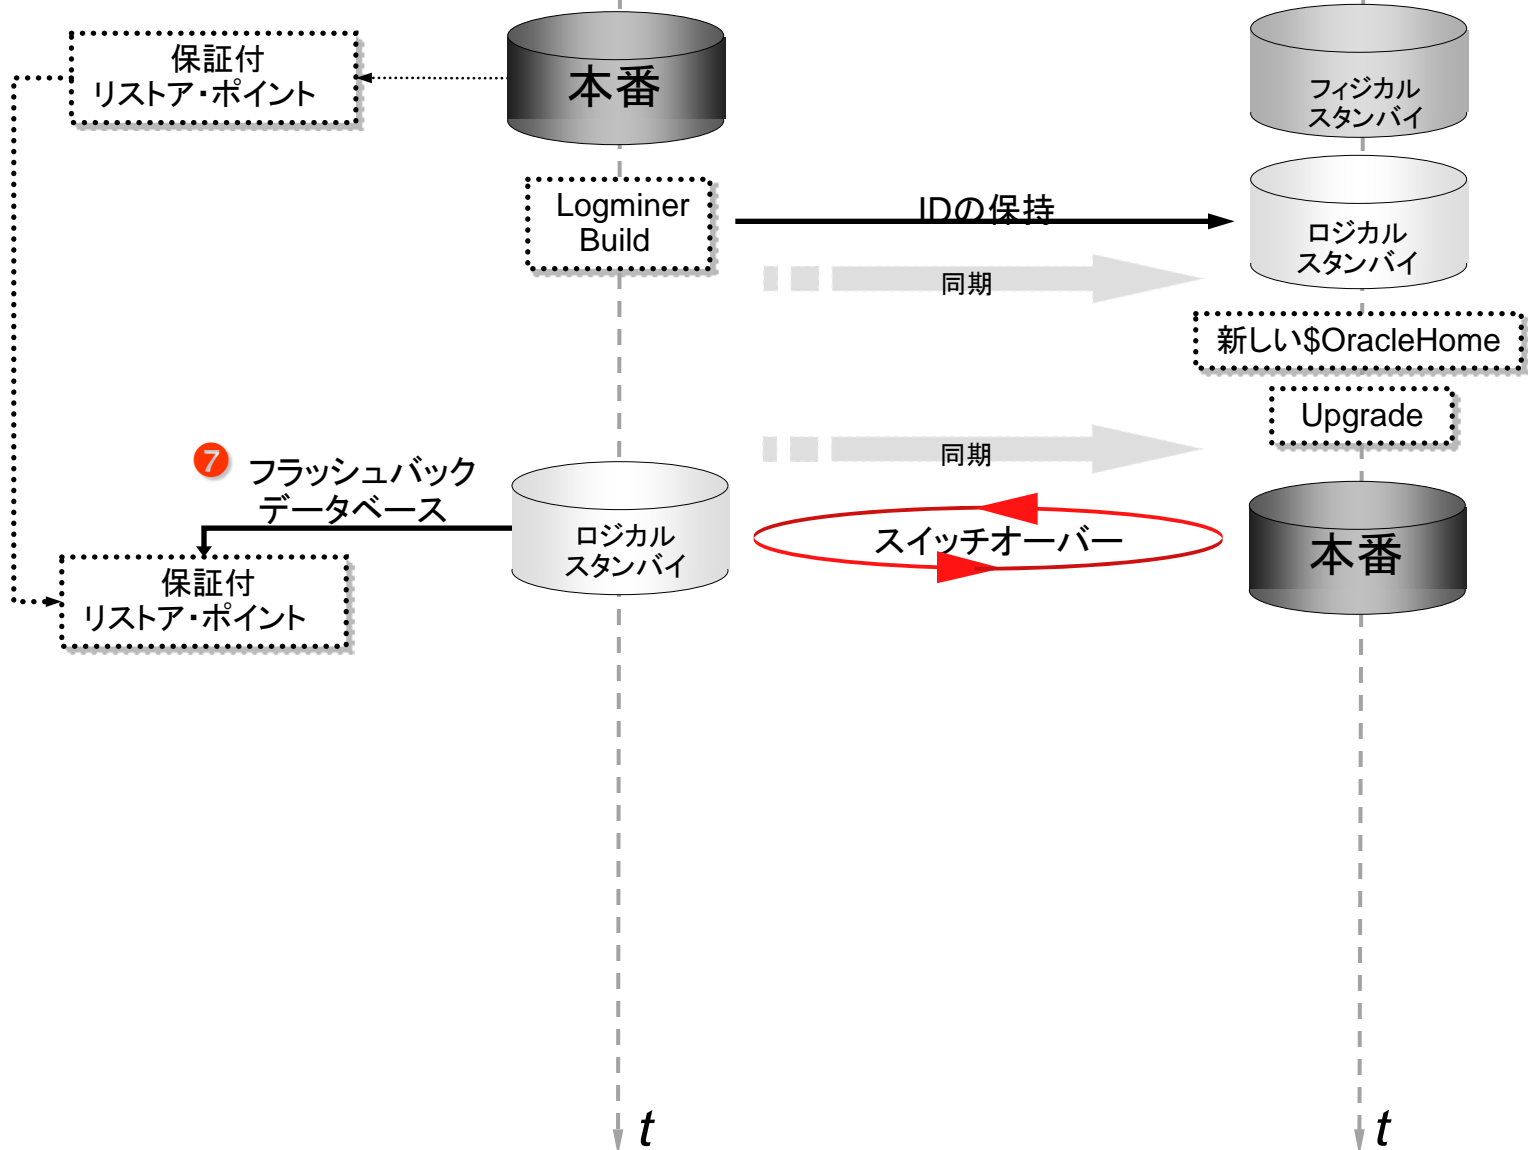 保証付
リストア・ポイント
本番
フィジカル
スタンバイ
Logminer
Build
IDの保持
ロジカル
スタンバイ
同期
新しい$OracleHome
Upgrade
同期
7
フラッシュバック
データベース
ロジカル
スタンバイ
スイッチオーバー
本番
保証付
リストア・ポイント
t
t